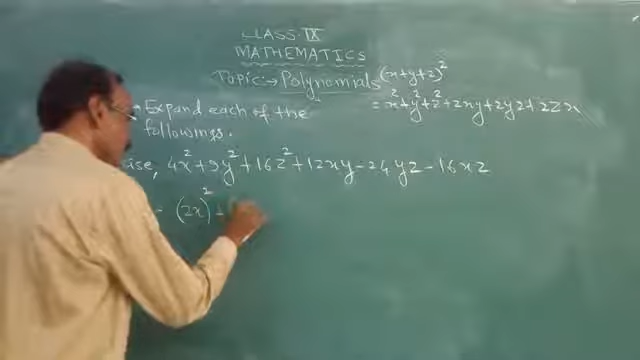 CLASS-IX
MATHEMATICS
Topic:→ Polynomials
(x+y+z)²
= x²+y²+z²+2xy+2yz+2zx
Expand each of the
followings.
ise, 4x²+9y²+16z²+12xy-24yz-16xz
(2x)²+